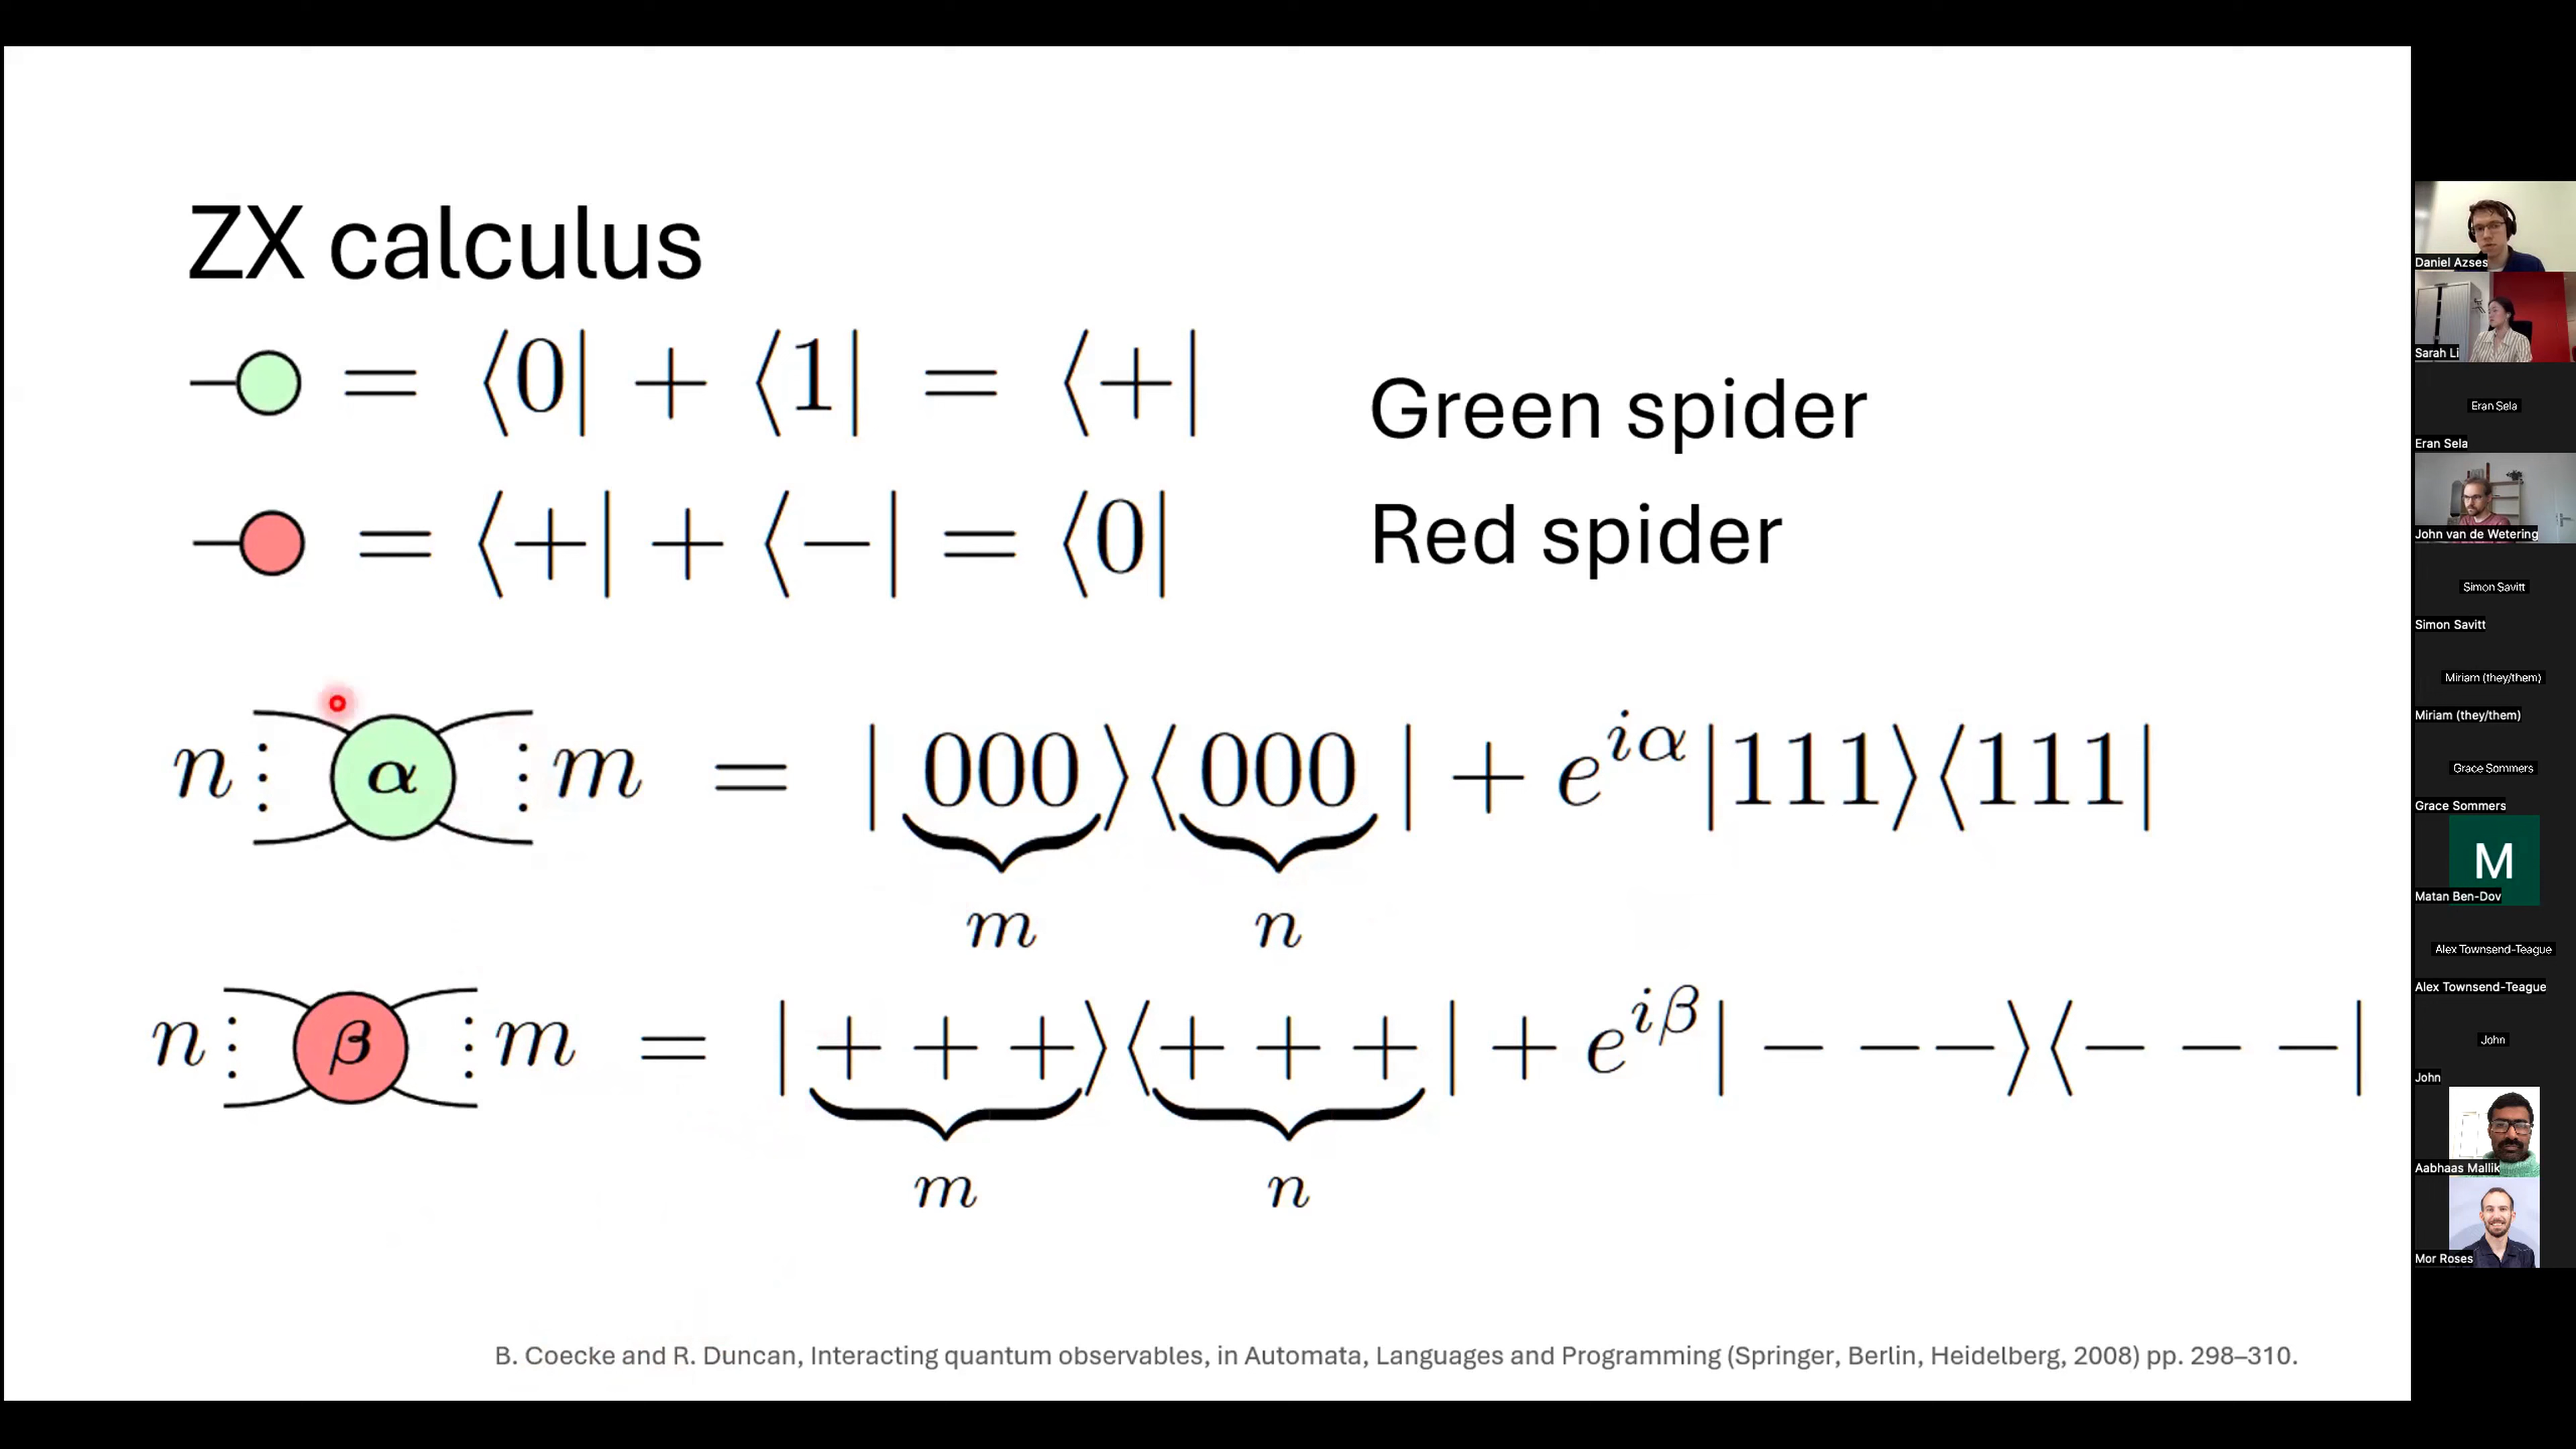 ZX calculus
= ⟨0| + ⟨1| = ⟨+|
Green spider
= ⟨+| + ⟨−| = ⟨0|
Red spider
n ⋮ α ⋮ m = | 000 ⟩⟨ 000 | + e^{iα} |111⟩⟨111|
m n
n ⋮ β ⋮ m = | + + + ⟩⟨ + + + | + e^{iβ} | − − − ⟩⟨ − − − |
m n
B. Coecke and R. Duncan, Interacting quantum observables, in Automata, Languages and Programming (Springer, Berlin, Heidelberg, 2008) pp. 298–310.
Daniel Azses
Sarah Li
Eran Sela
Eran Sela
John van de Wetering
Simon Savitt
Simon Savitt
Miriam (they/them)
Miriam (they/them)
Grace Sommers
Grace Sommers
M
Matan Ben-Dov
Alex Townsend-Teague
Alex Townsend-Teague
John
John
Aabhaas Mallik
Mor Roses